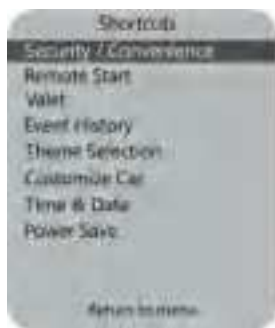 Shortcuts
Security / Convenience
Remote Start
Valet
Event History
Theme Selection
Customize Car
Time & Date
Power Save
Return to menu